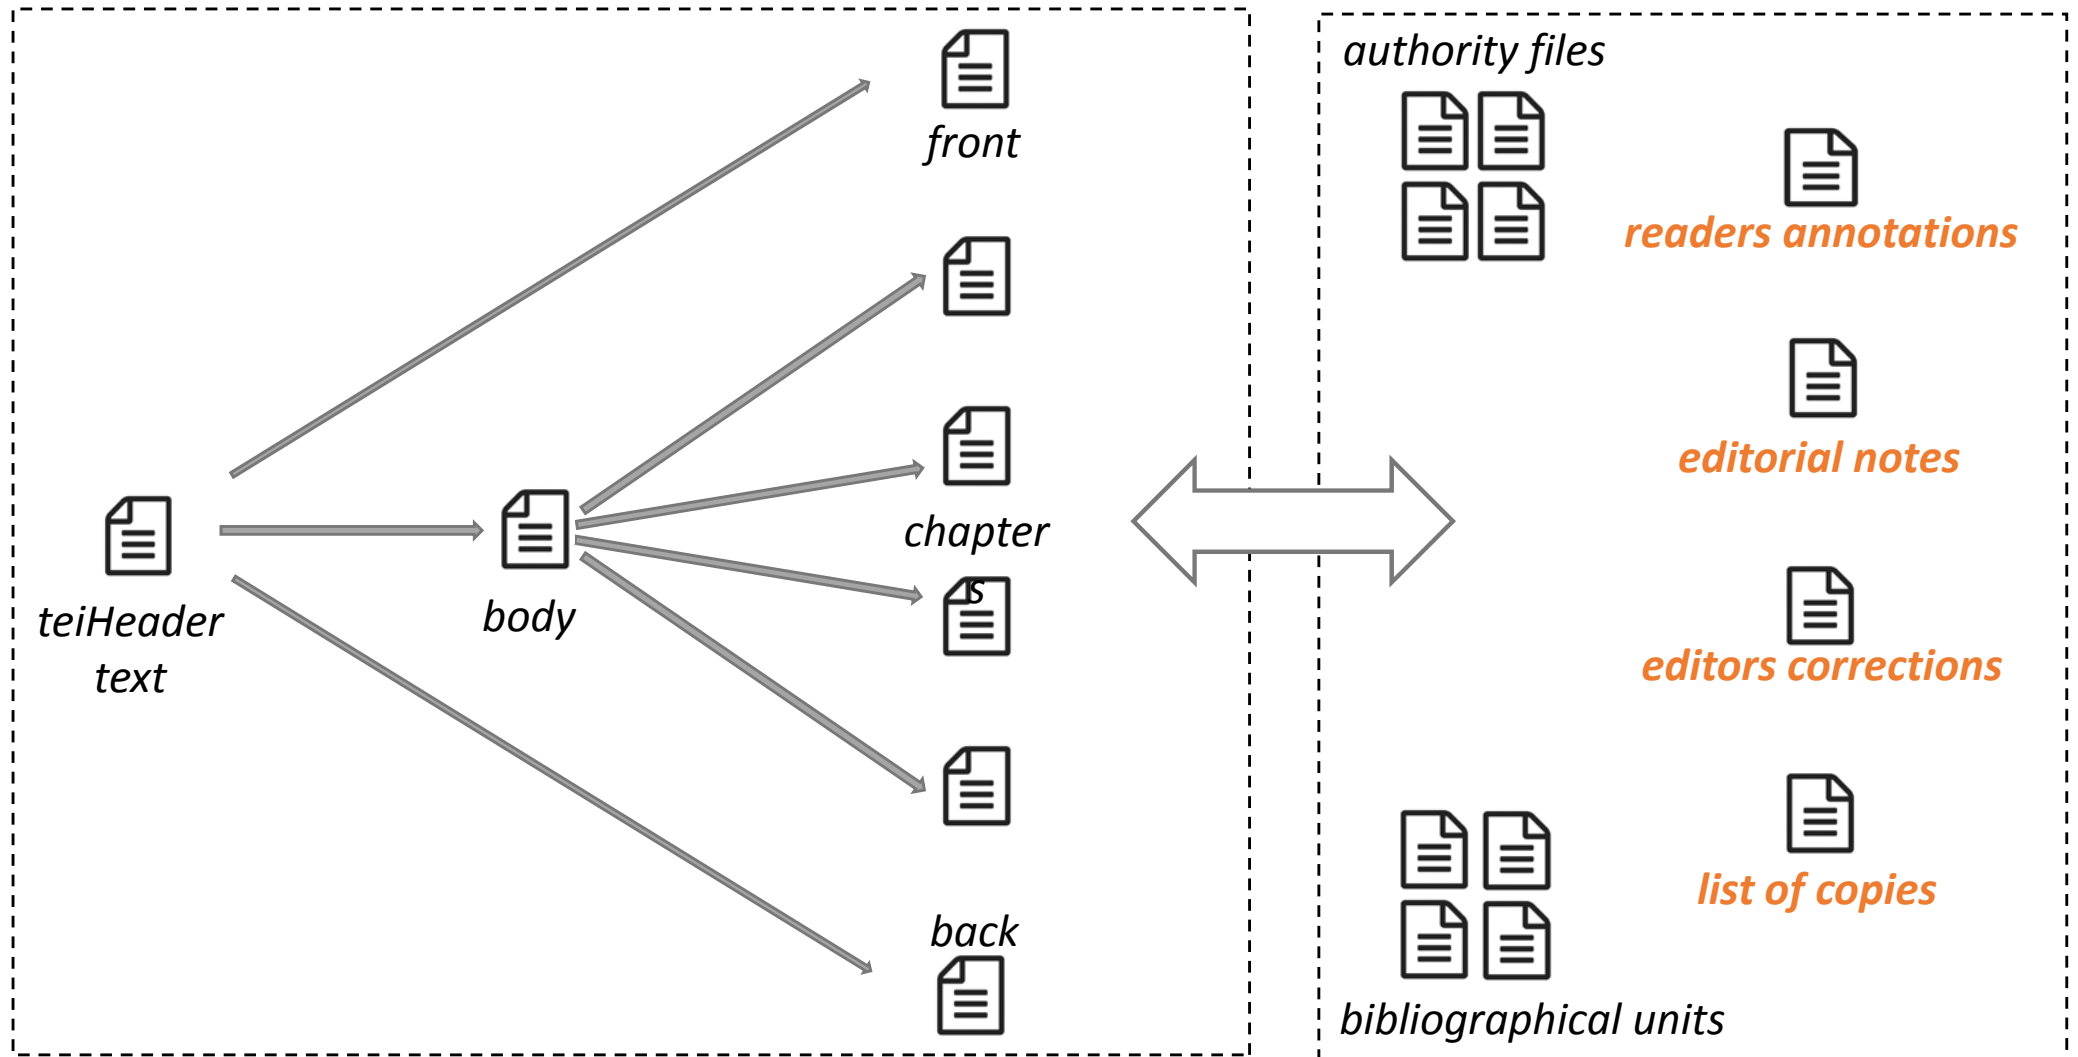 front
chapter
s
teiHeader
text
body
back
authority files
readers annotations
editorial notes
editors corrections
list of copies
bibliographical units